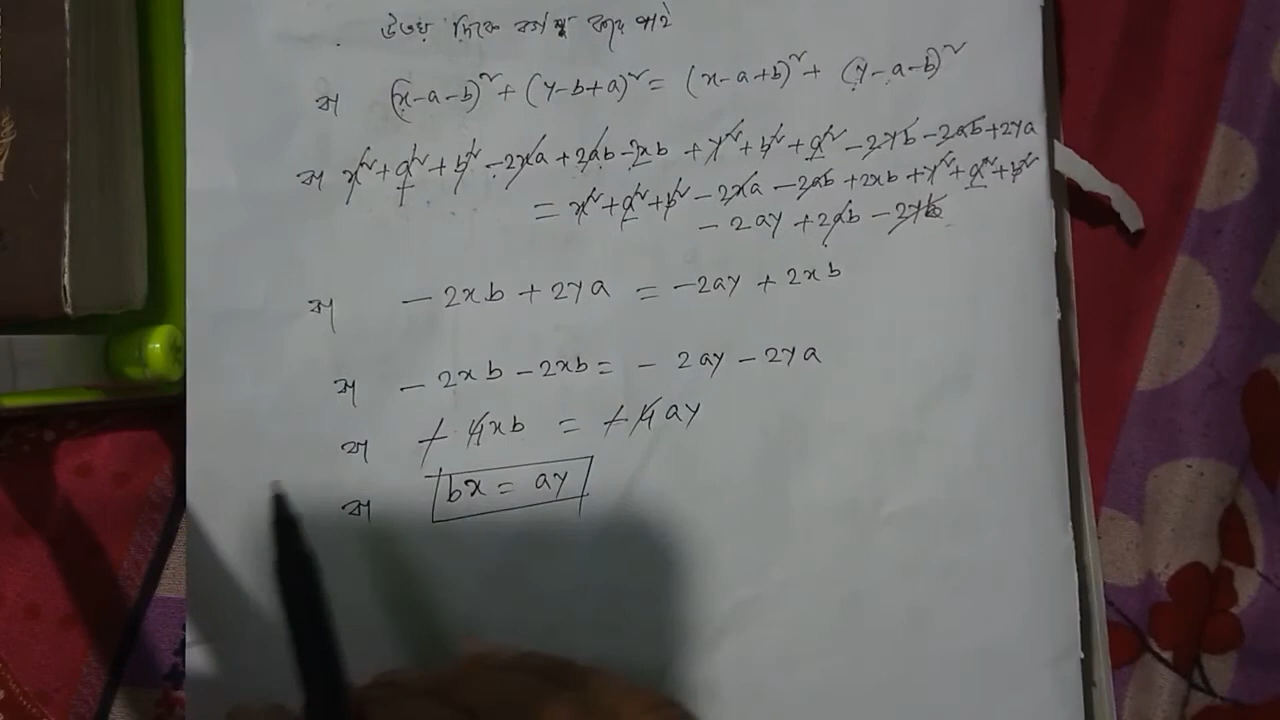 উভয় দিকে বর্গ করে পাই
বা (x-a-b)² + (y-b+a)² = (x-a+b)² + (y-a-b)²
বা x² + a² + b² - 2xa + 2ab - 2xb + y² + b² + a² - 2yb - 2ab + 2ya
= x² + a² + b² - 2xa - 2ab + 2xb + y² + a² + b²
- 2ay + 2ab - 2yb
বা - 2xb + 2ya = -2ay + 2xb
বা - 2xb - 2xb = - 2ay - 2ya
বা + 4xb = + 4ay
বা bx = ay